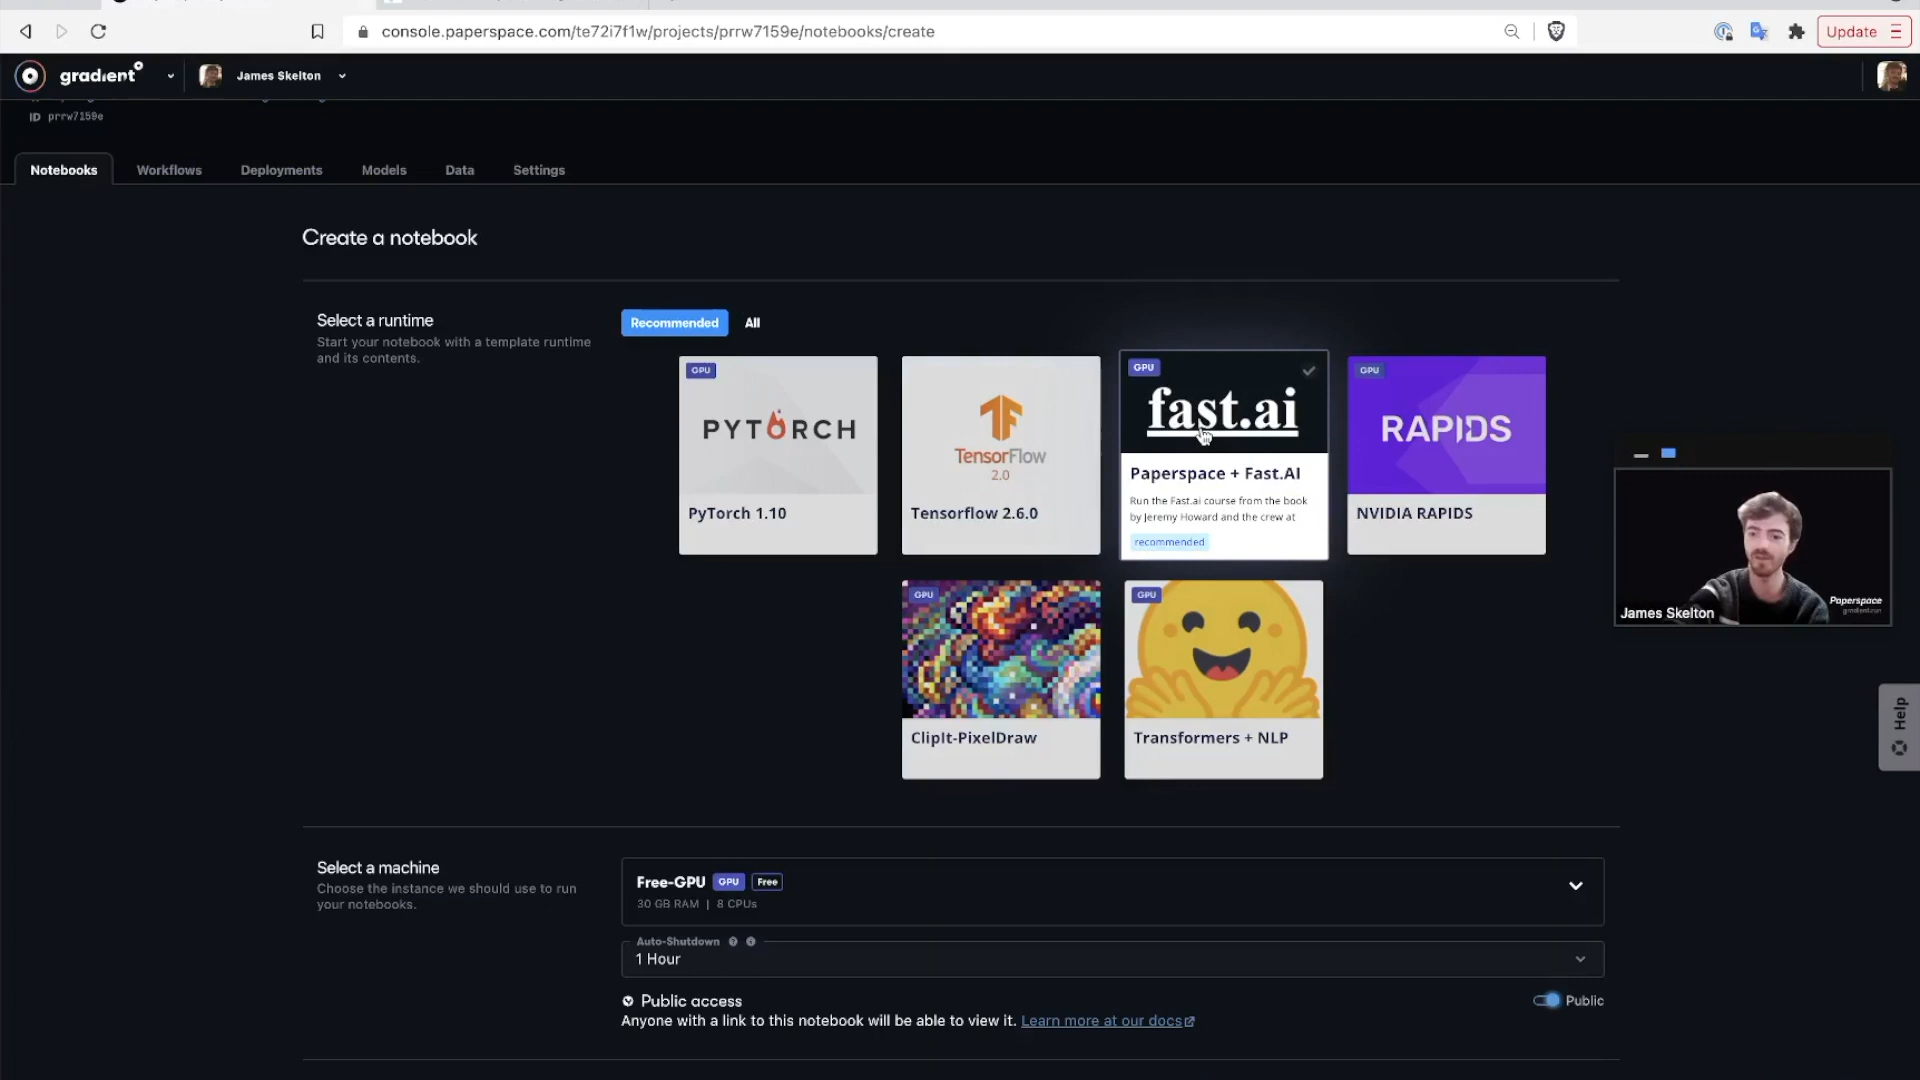 console.paperspace.com/te72i7f1w/projects/prrw7159e/notebooks/create
Update
gradient
James Skelton
ID prrw7159e
Notebooks
Workflows
Deployments
Models
Data
Settings
Create a notebook
Select a runtime
Start your notebook with a template runtime
and its contents.
Recommended
All
GPU
PYTORCH
PyTorch 1.10
TensorFlow
2.0
Tensorflow 2.6.0
GPU
fast.ai
Paperspace + Fast.AI
Run the Fast.ai course from the book
by Jeremy Howard and the crew at
recommended
GPU
RAPIDS
NVIDIA RAPIDS
GPU
ClipIt-PixelDraw
GPU
Transformers + NLP
James Skelton
Paperspace
gradient.run
Help
Select a machine
Choose the instance we should use to run
your notebooks.
Free-GPU GPU Free
30 GB RAM | 8 CPUs
Auto-Shutdown
1 Hour
Public access
Public
Anyone with a link to this notebook will be able to view it. Learn more at our docs